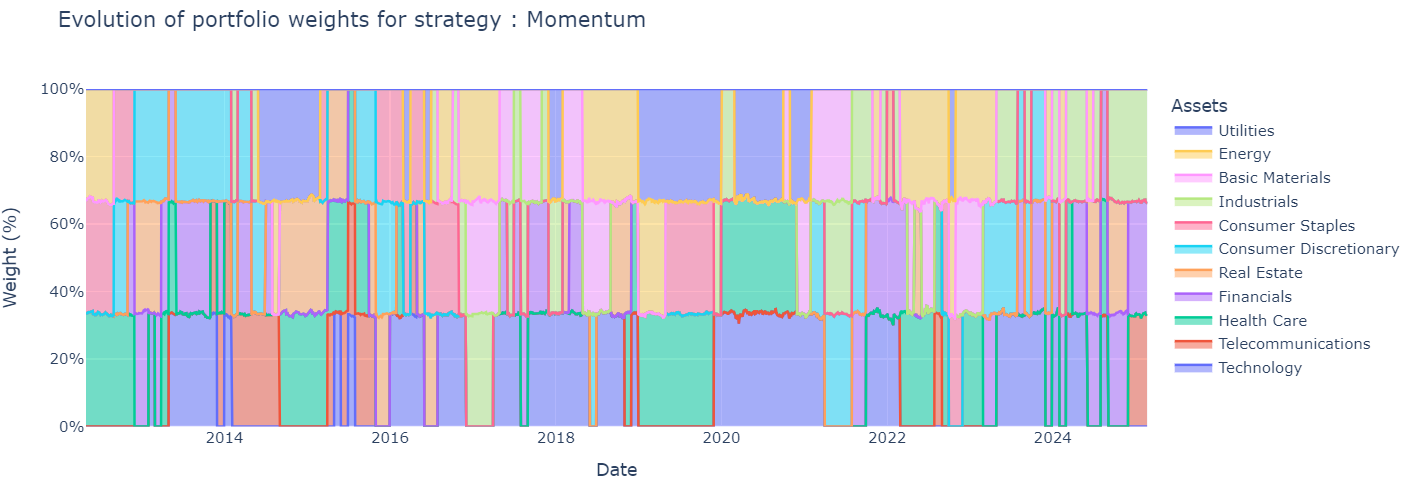 Evolution of portfolio weights for strategy : Momentum
Weight (%)
100%
80%
60%
40%
20%
0%
2014
2016
2018
2020
2022
2024
Date
Assets
Utilities
Energy
Basic Materials
Industrials
Consumer Staples
Consumer Discretionary
Real Estate
Financials
Health Care
Telecommunications
Technology